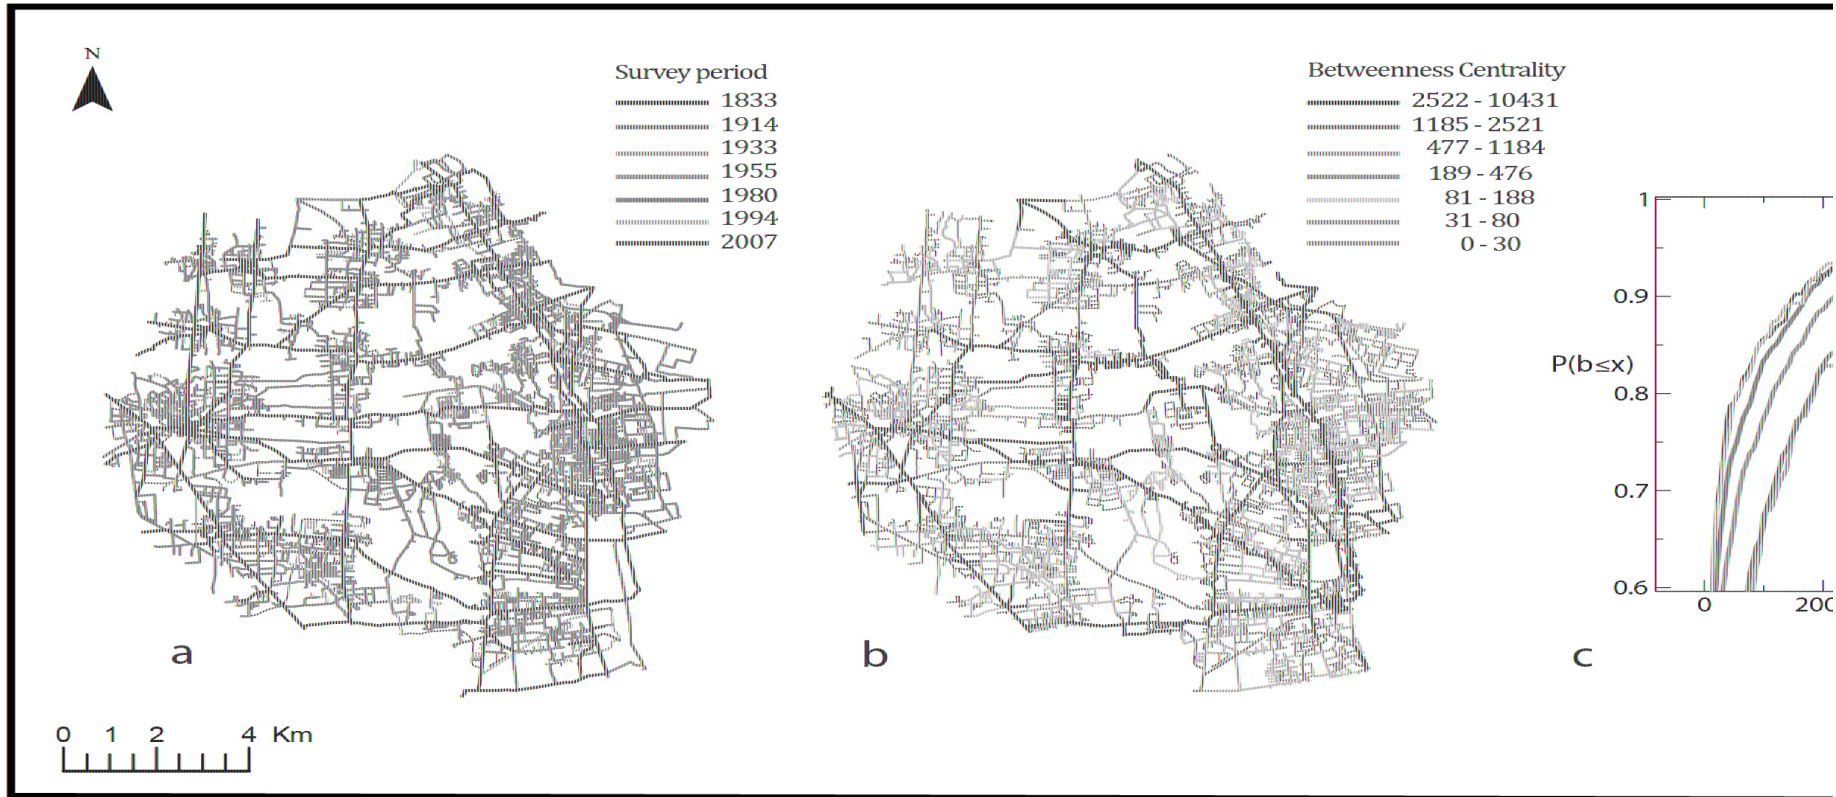 N
Survey period
1833
1914
1933
1955
1980
1994
2007
Betweenness Centrality
2522 - 10431
1185 - 2521
477 - 1184
189 - 476
81 - 188
31 - 80
0 - 30
1
0.9
P(b≤x)
0.8
0.7
0.6
0 200
a b c
0 1 2 4 Km